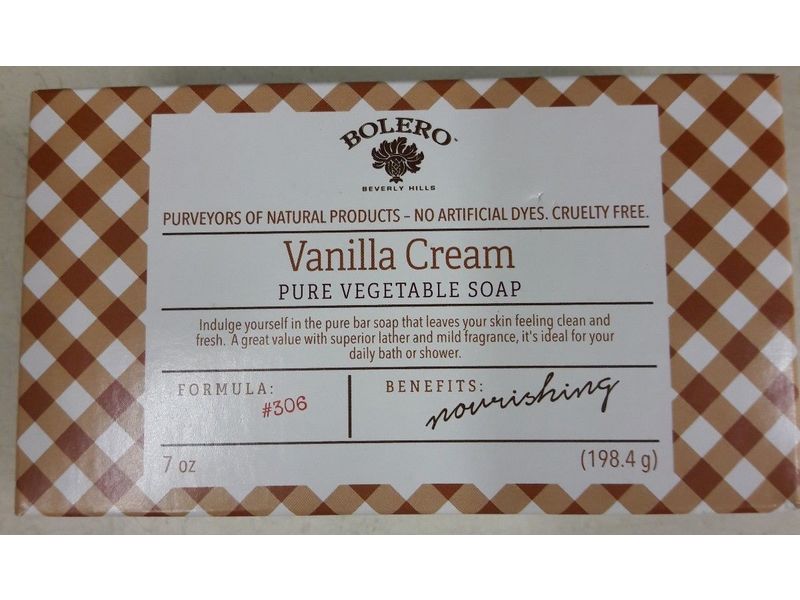 BOLERO
BEVERLY HILLS
PURVEYORS OF NATURAL PRODUCTS – NO ARTIFICIAL DYES. CRUELTY FREE.
Vanilla Cream
PURE VEGETABLE SOAP
Indulge yourself in the pure bar soap that leaves your skin feeling clean and
fresh. A great value with superior lather and mild fragrance, it's ideal for your
daily bath or shower.
FORMULA: BENEFITS:
#306 nourishing
7 oz (198.4 g)